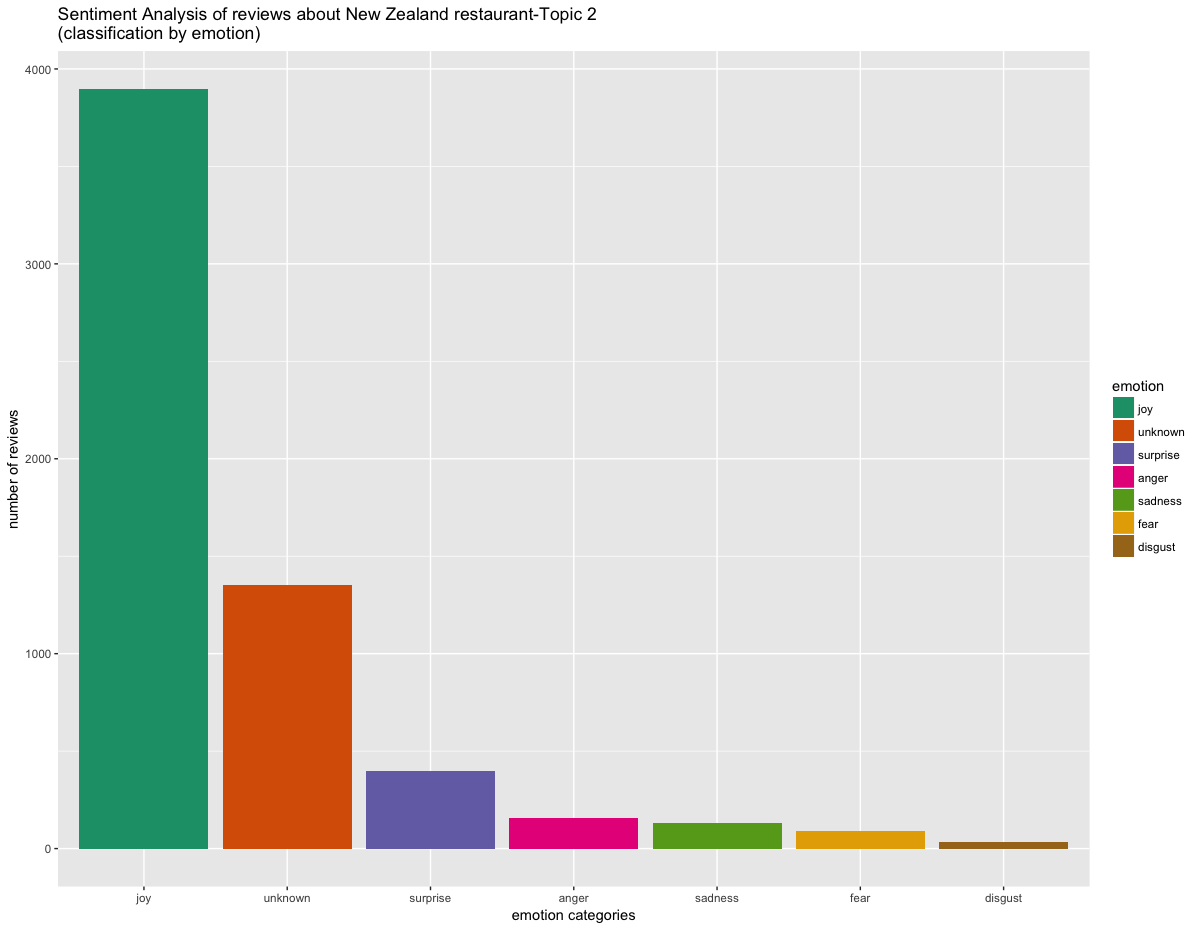 Sentiment Analysis of reviews about New Zealand restaurant-Topic 2
(classification by emotion)
4000
3000
2000
1000
0
number of reviews
joy
unknown
surprise
anger
sadness
fear
disgust
emotion categories
emotion
joy
unknown
surprise
anger
sadness
fear
disgust